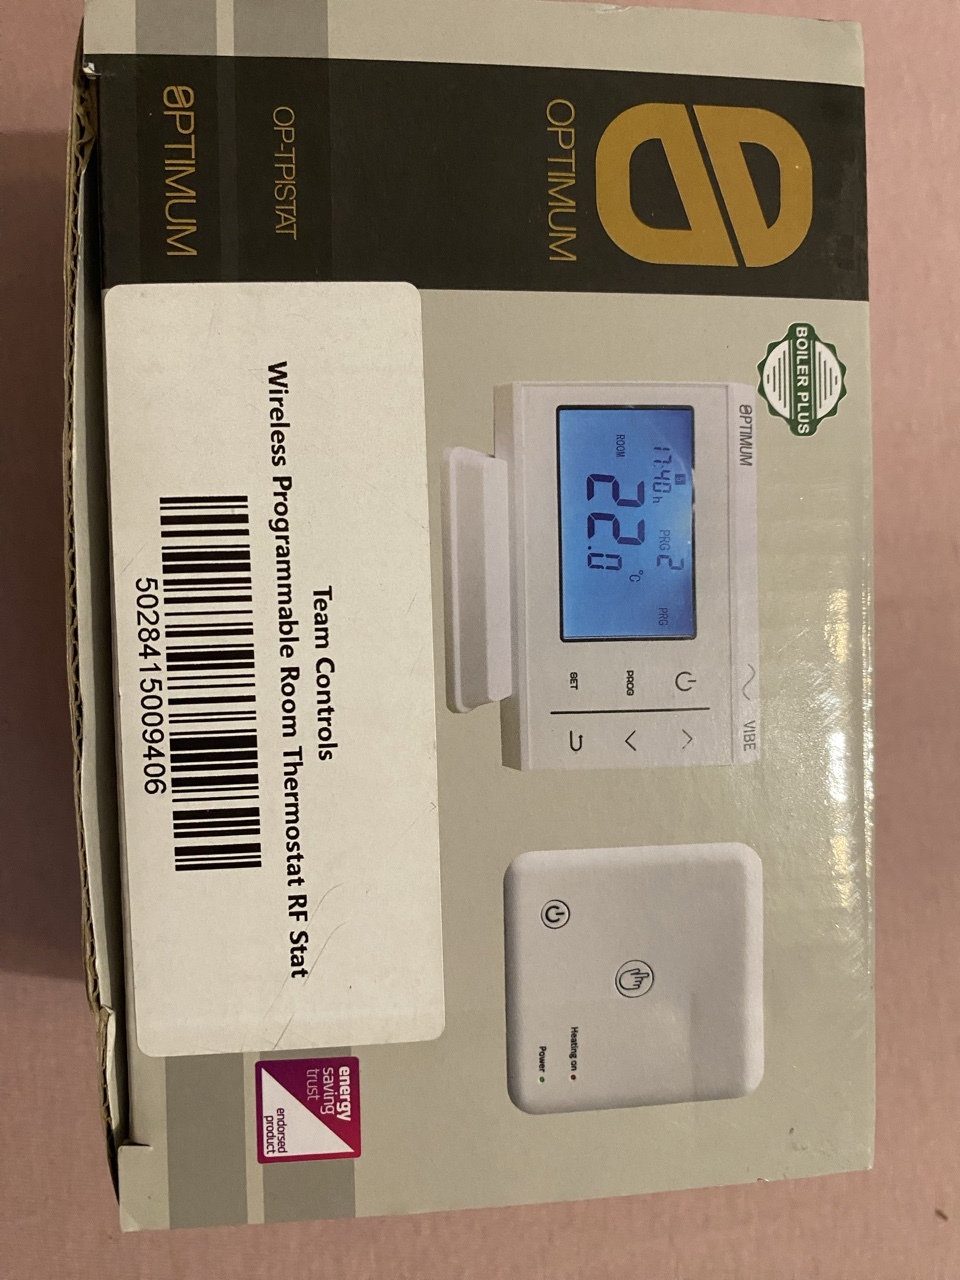 OPTIMUM
OP-TPISTAT
OPTIMUM
BOILER PLUS
OPTIMUM
VIBE
17:40 h
PRG 2
PRG
ROOM
22.0 °C
PROG
SET
Team Controls
Wireless Programmable Room Thermostat RF Stat
5028415009406
Heating on
Power
energy
saving
trust
endorsed
product